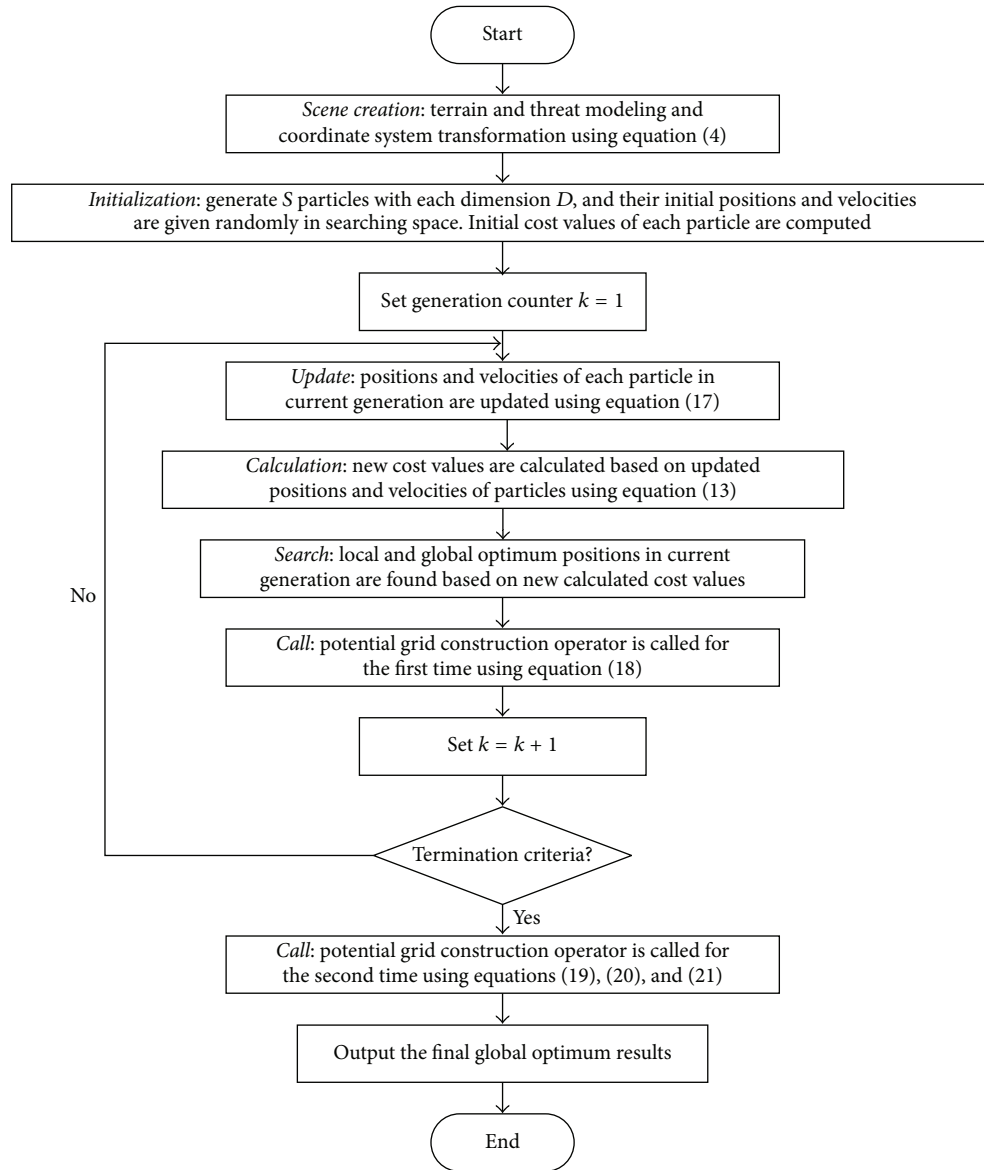 Start
Scene creation: terrain and threat modeling and
coordinate system transformation using equation (4)
Initialization: generate S particles with each dimension D, and their initial positions and velocities
are given randomly in searching space. Initial cost values of each particle are computed
Set generation counter k = 1
Update: positions and velocities of each particle in
current generation are updated using equation (17)
Calculation: new cost values are calculated based on updated
positions and velocities of particles using equation (13)
Search: local and global optimum positions in current
generation are found based on new calculated cost values
No
Call: potential grid construction operator is called for
the first time using equation (18)
Set k = k + 1
Termination criteria?
Yes
Call: potential grid construction operator is called for
the second time using equations (19), (20), and (21)
Output the final global optimum results
End